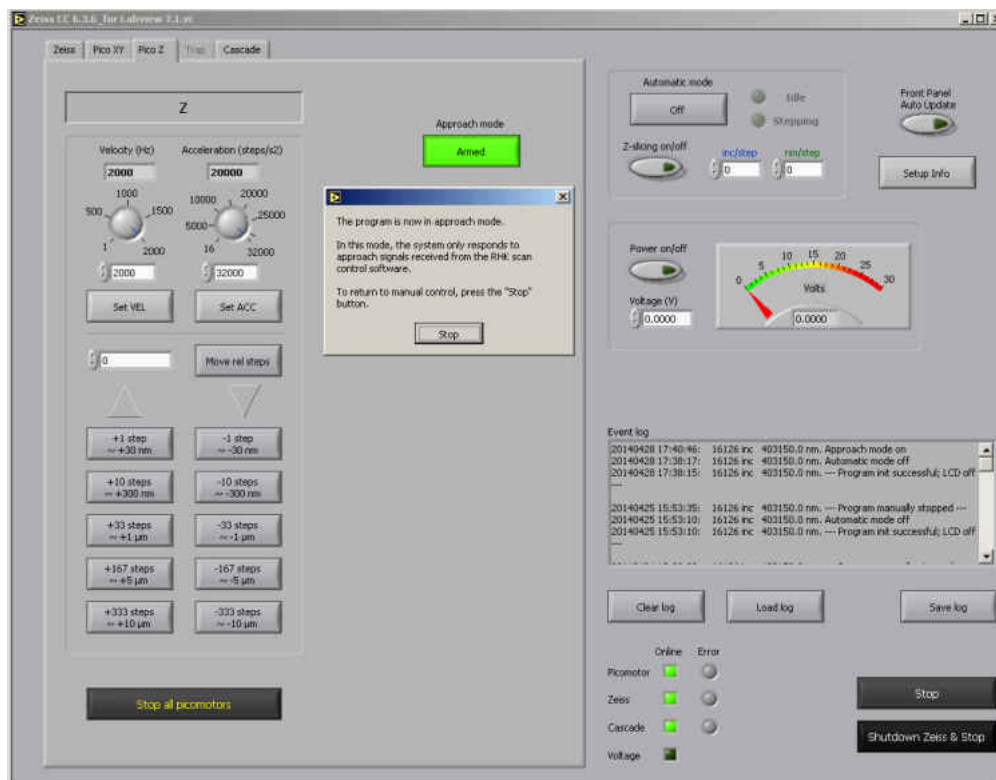 Zeiss CC 6.3.6_for Labview 7.1.vi
Zeiss Pico XY Pico Z Trap Cascade
Z
Velocity (Hz) Acceleration (steps/s2)
2000 20000
500 1000 1500
1 2000
5000 10000 20000 25000
16 32000
2000 32000
Set VEL Set ACC
0 Move rel steps
+1 step
~ +30 nm
-1 step
~ -30 nm
+10 steps
~ +300 nm
-10 steps
~ -300 nm
+33 steps
~ +1 µm
-33 steps
~ -1 µm
+167 steps
~ +5 µm
-167 steps
~ -5 µm
+333 steps
~ +10 µm
-333 steps
~ -10 µm
Stop all picomotors
Approach mode
Armed
The program is now in approach mode.
In this mode, the system only responds to
approach signals received from the RHK scan
control software.
To return to manual control, press the "Stop"
button.
Stop
Automatic mode
Off
Idle
Stepping
Z-slicing on/off
inc/step nm/step
0 0
Front Panel
Auto Update
Setup Info
Power on/off
Voltage (V)
0.0000
0 5 10 15 20 25 30
Volts
0.0000
Event log
20140428 17:40:46: 16126 inc 403150.0 nm. Approach mode on
20140428 17:38:17: 16126 inc 403150.0 nm. Automatic mode off
20140428 17:38:15: 16126 inc 403150.0 nm. --- Program init successful; LCD off
---
20140425 15:53:35: 16126 inc 403150.0 nm. --- Program manually stopped ---
20140425 15:53:10: 16126 inc 403150.0 nm. Automatic mode off
20140425 15:53:10: 16126 inc 403150.0 nm. --- Program init successful; LCD off
---
Clear log Load log Save log
Online Error
Picomotor
Zeiss
Cascade
Voltage
Stop
Shutdown Zeiss & Stop